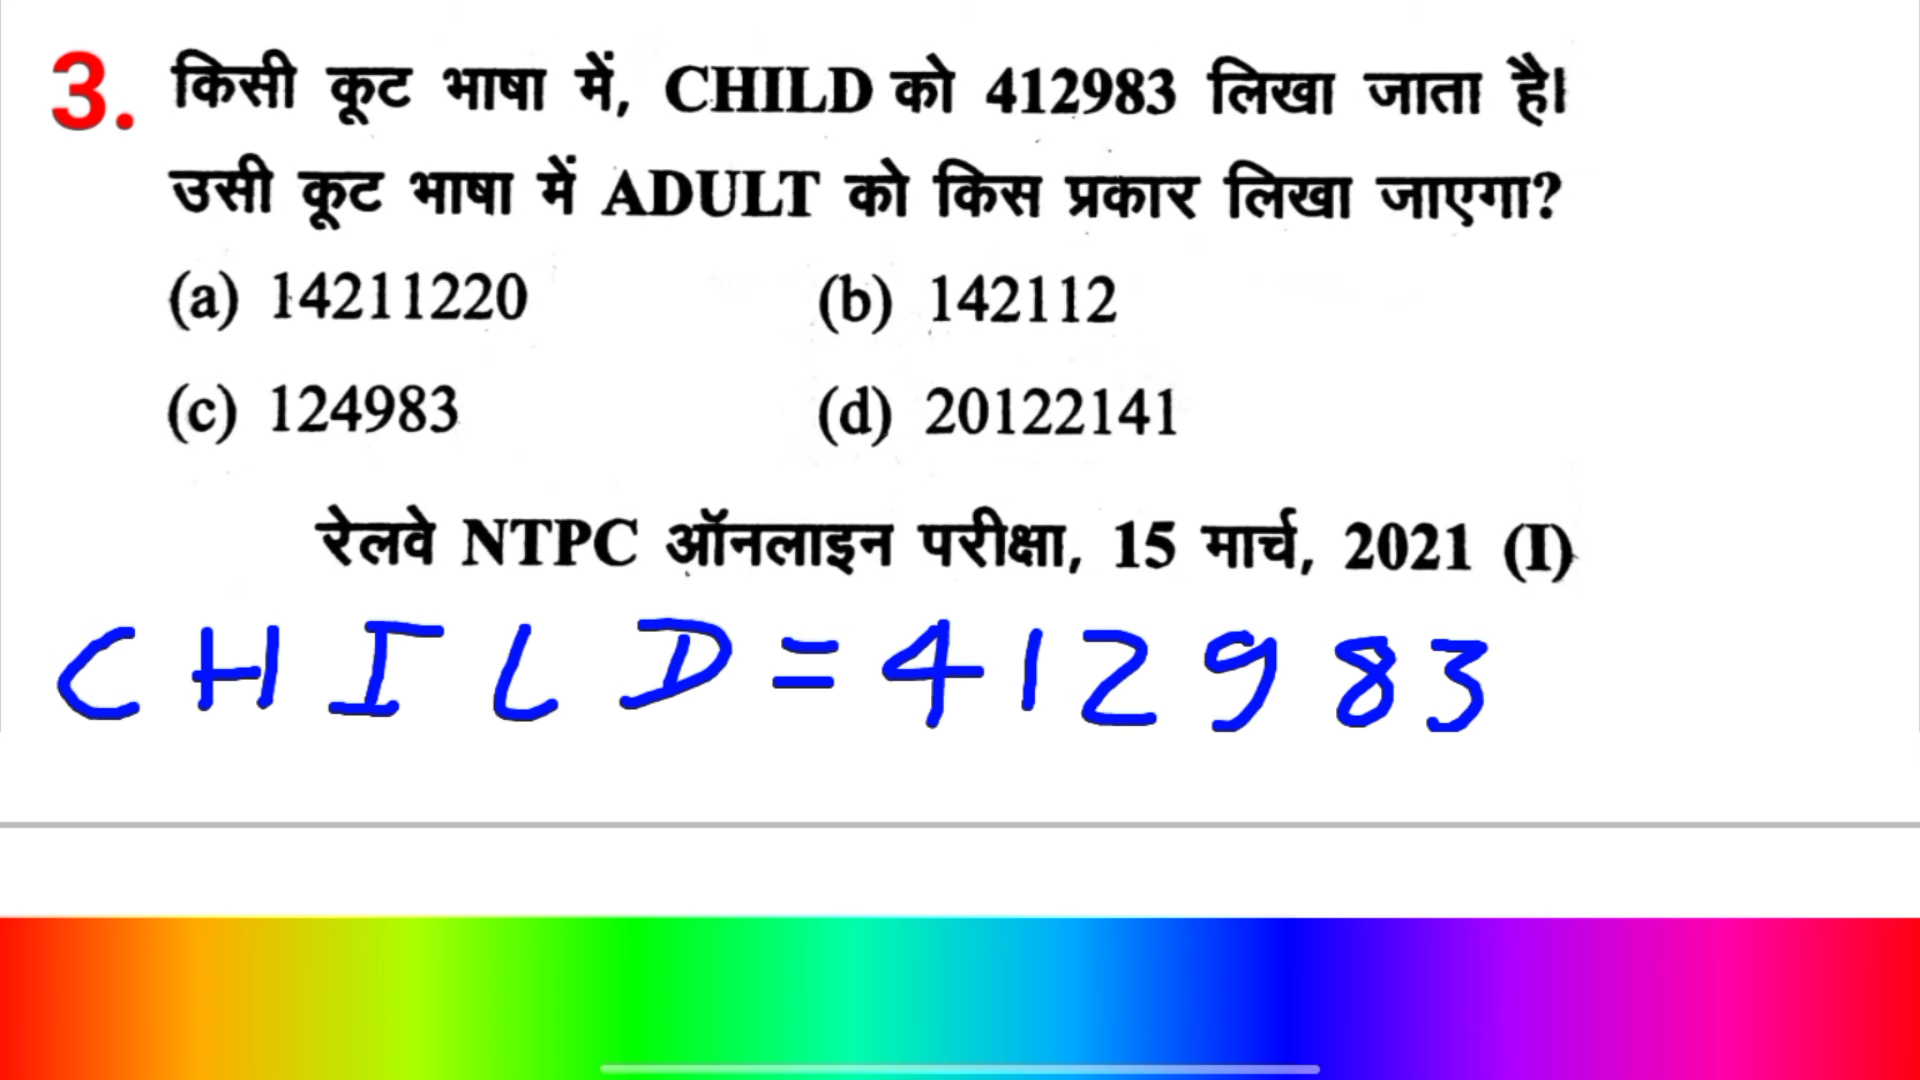 3. किसी कूट भाषा में, CHILD को 412983 लिखा जाता है।
उसी कूट भाषा में ADULT को किस प्रकार लिखा जाएगा?
(a) 14211220 (b) 142112
(c) 124983 (d) 20122141
रेलवे NTPC ऑनलाइन परीक्षा, 15 मार्च, 2021 (I)
CHILD=412983